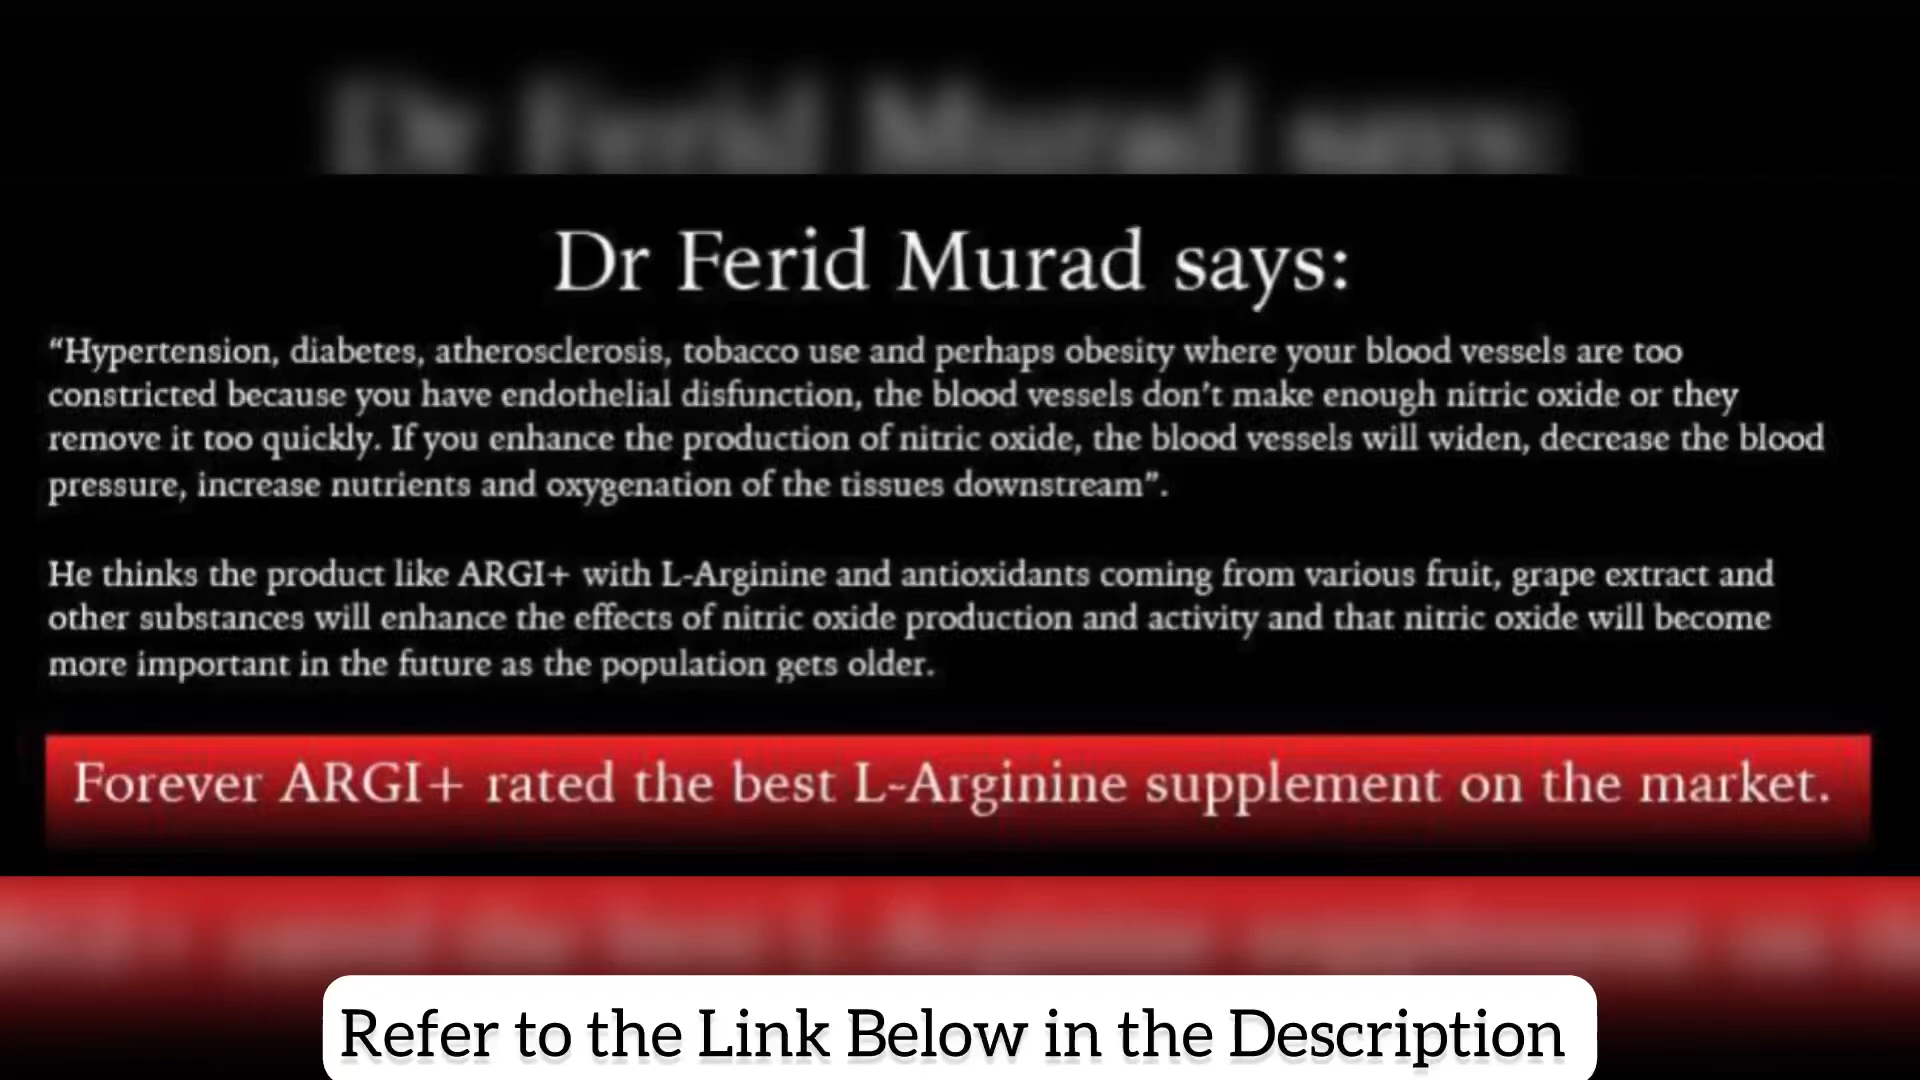 Dr Ferid Murad says:
Dr Ferid Murad says:
“Hypertension, diabetes, atherosclerosis, tobacco use and perhaps obesity where your blood vessels are too
constricted because you have endothelial disfunction, the blood vessels don’t make enough nitric oxide or they
remove it too quickly. If you enhance the production of nitric oxide, the blood vessels will widen, decrease the blood
pressure, increase nutrients and oxygenation of the tissues downstream”.
He thinks the product like ARGI+ with L-Arginine and antioxidants coming from various fruit, grape extract and
other substances will enhance the effects of nitric oxide production and activity and that nitric oxide will become
more important in the future as the population gets older.
Forever ARGI+ rated the best L-Arginine supplement on the market.
Refer to the Link Below in the Description